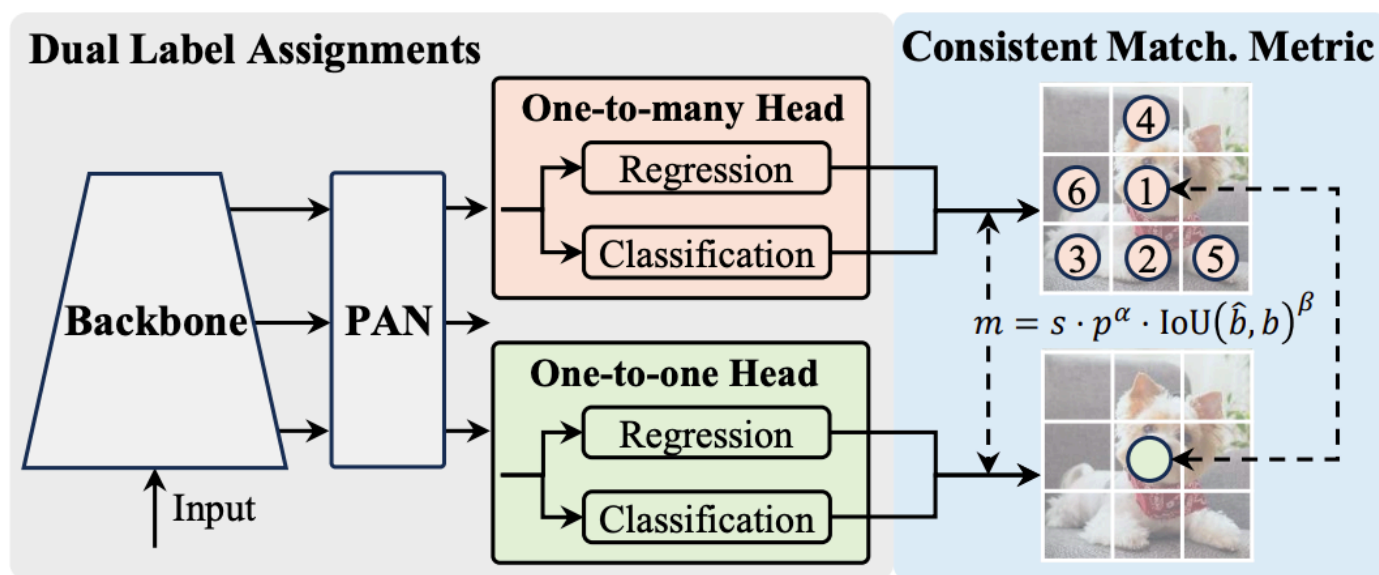 Dual Label Assignments
Consistent Match. Metric
One-to-many Head
Regression
Classification
Backbone
PAN
Input
One-to-one Head
Regression
Classification
4
6 1
3 2 5
m = s · p^α · IoU(b̂, b)^β